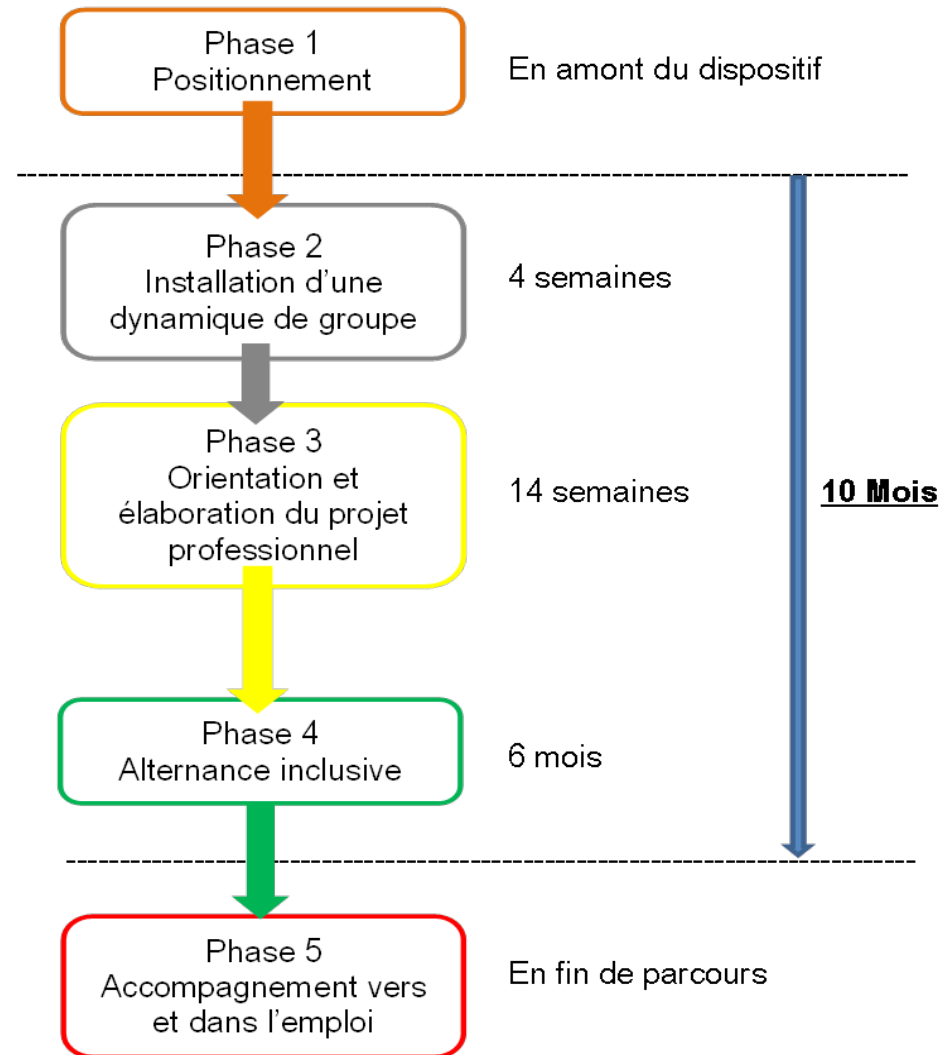 Phase 1
Positionnement
En amont du dispositif
Phase 2
Installation d'une
dynamique de groupe
4 semaines
Phase 3
Orientation et
élaboration du projet
professionnel
14 semaines
10 Mois
Phase 4
Alternance inclusive
6 mois
Phase 5
Accompagnement vers
et dans l'emploi
En fin de parcours